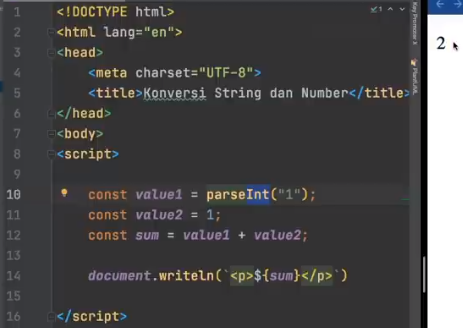 1 <!DOCTYPE html>
2 <html lang="en">
3 <head>
4 <meta charset="UTF-8">
5 <title>Konversi String dan Number</title>
6 </head>
7 <body>
8 <script>
9
10 const value1 = parseInt("1");
11 const value2 = 1;
12 const sum = value1 + value2;
13
14 document.writeln(`<p>${sum}</p>`)
15
16 </script>
1
2